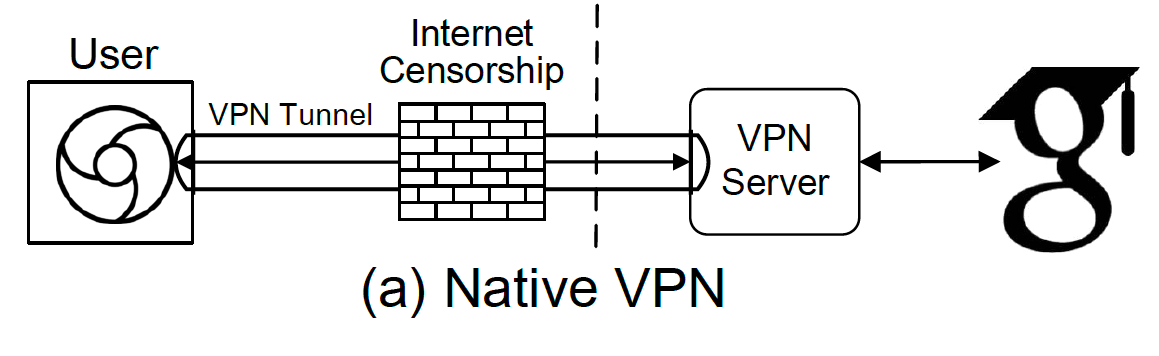 User
Internet
Censorship
VPN Tunnel
VPN
Server
(a) Native VPN